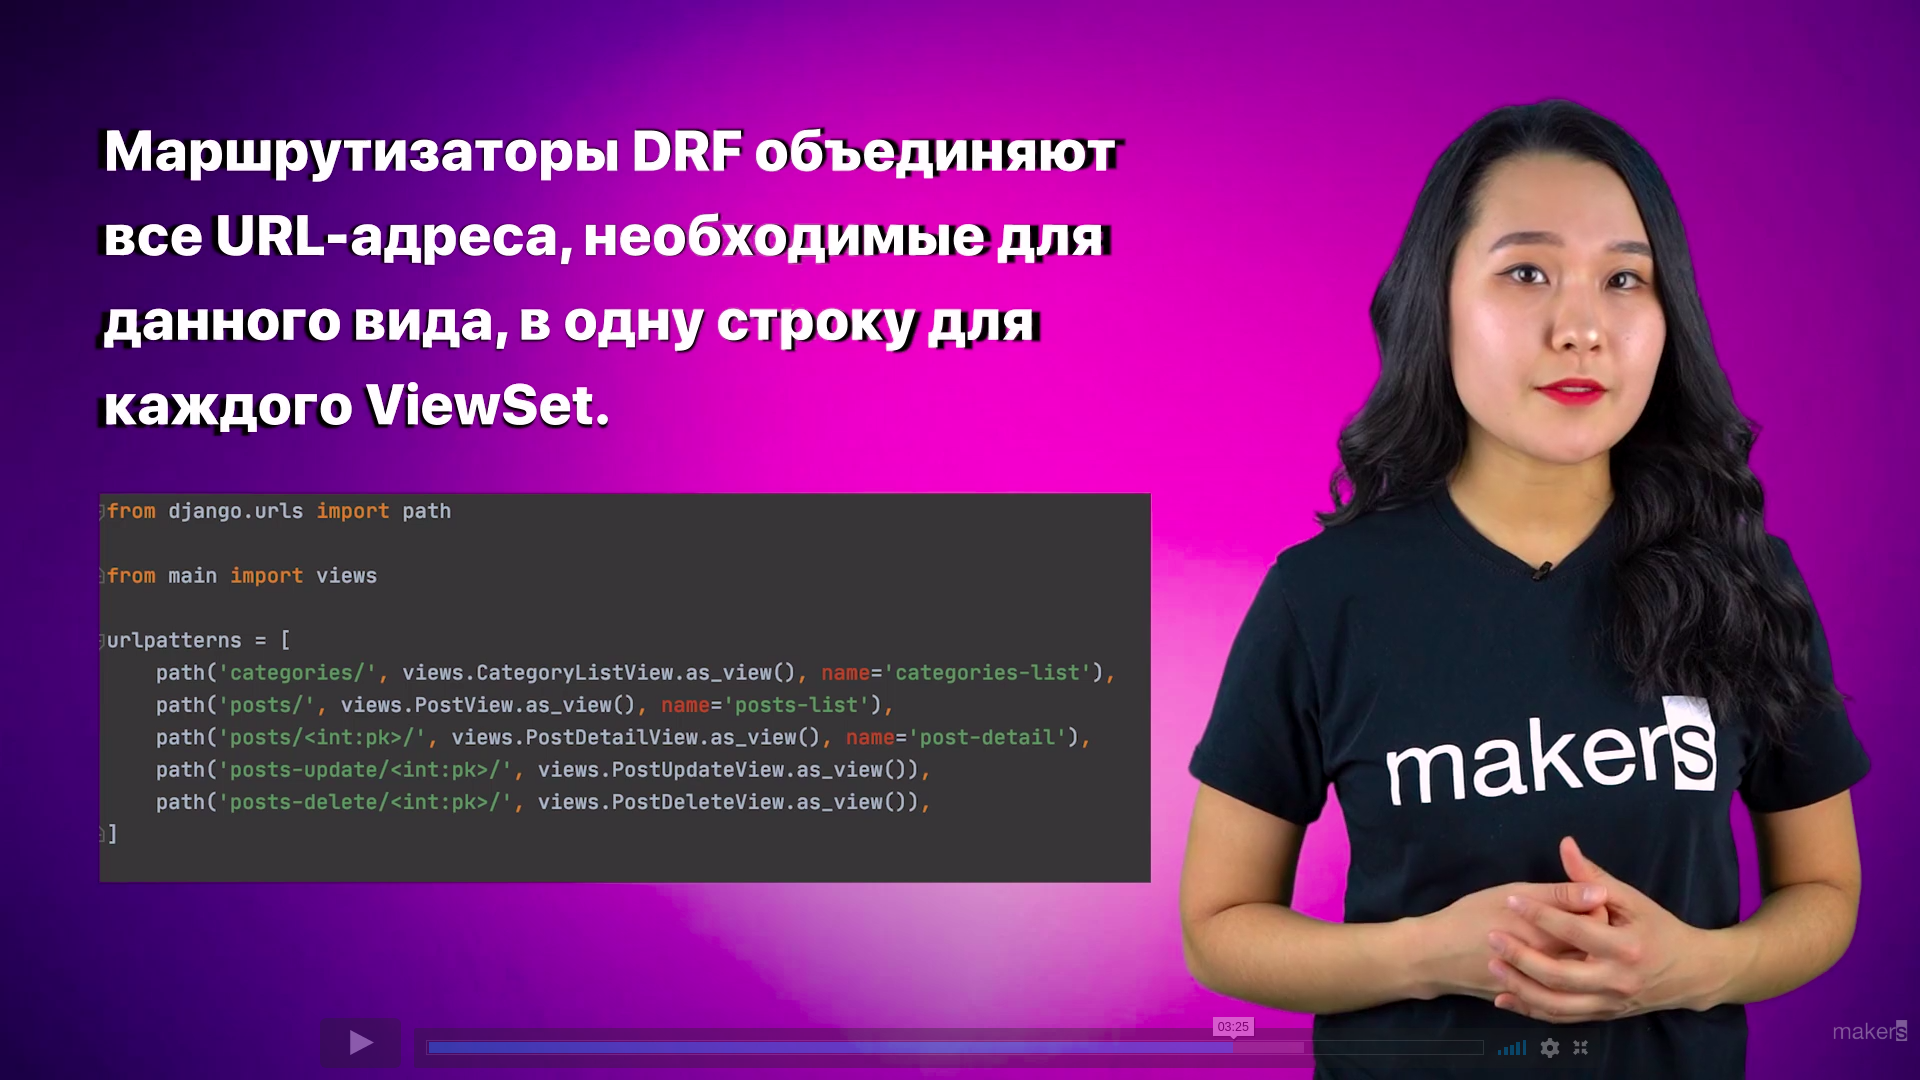 Маршрутизаторы DRF объединяют
все URL-адреса, необходимые для
данного вида, в одну строку для
каждого ViewSet.
from django.urls import path
from main import views
urlpatterns = [
path('categories/', views.CategoryListView.as_view(), name='categories-list'),
path('posts/', views.PostView.as_view(), name='posts-list'),
path('posts/<int:pk>/', views.PostDetailView.as_view(), name='post-detail'),
path('posts-update/<int:pk>/', views.PostUpdateView.as_view()),
path('posts-delete/<int:pk>/', views.PostDeleteView.as_view()),
]
makers
03:25
makers